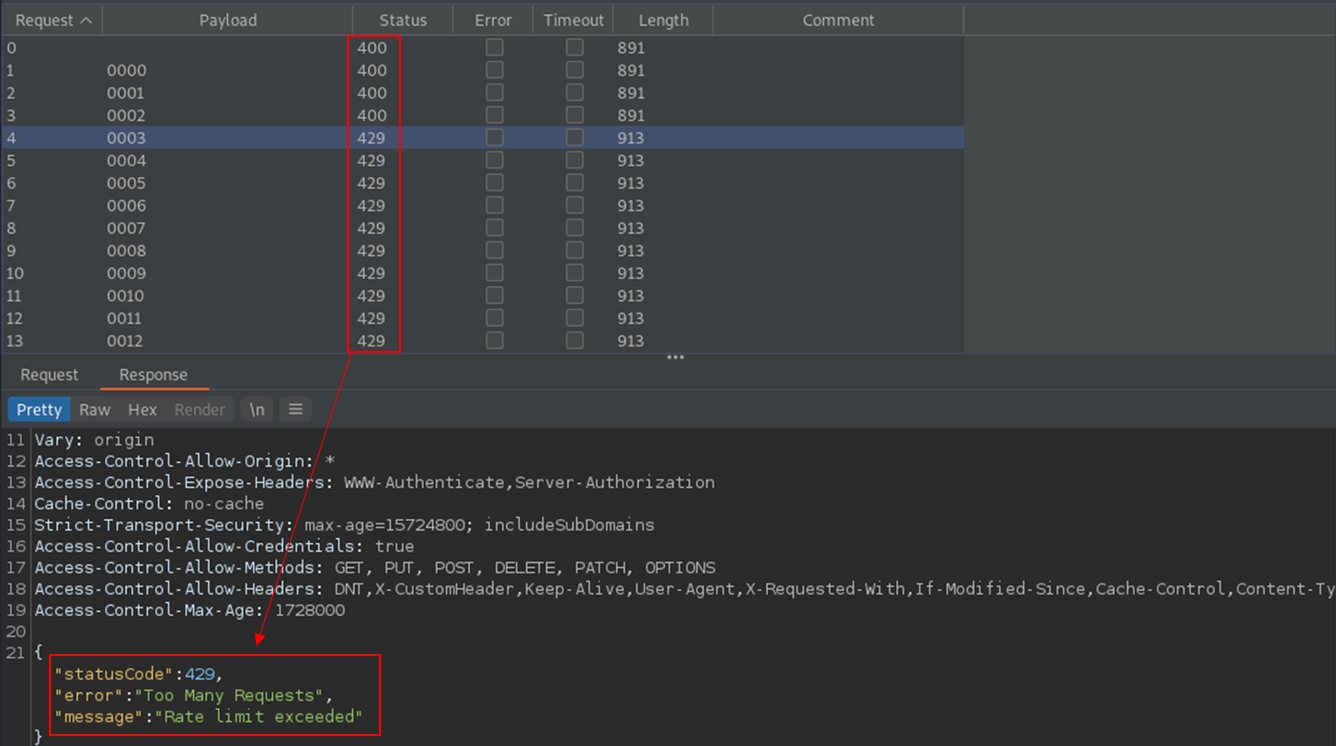 Request Payload Status Error Timeout Length Comment
0 400 891
1 0000 400 891
2 0001 400 891
3 0002 400 891
4 0003 429 913
5 0004 429 913
6 0005 429 913
7 0006 429 913
8 0007 429 913
9 0008 429 913
10 0009 429 913
11 0010 429 913
12 0011 429 913
13 0012 429 913
Request Response
Pretty Raw Hex Render \n
11 Vary: origin
12 Access-Control-Allow-Origin: *
13 Access-Control-Expose-Headers: WWW-Authenticate,Server-Authorization
14 Cache-Control: no-cache
15 Strict-Transport-Security: max-age=15724800; includeSubDomains
16 Access-Control-Allow-Credentials: true
17 Access-Control-Allow-Methods: GET, PUT, POST, DELETE, PATCH, OPTIONS
18 Access-Control-Allow-Headers: DNT,X-CustomHeader,Keep-Alive,User-Agent,X-Requested-With,If-Modified-Since,Cache-Control,Content-Ty
19 Access-Control-Max-Age: 1728000
20
21 {
"statusCode":429,
"error":"Too Many Requests",
"message":"Rate limit exceeded"
}